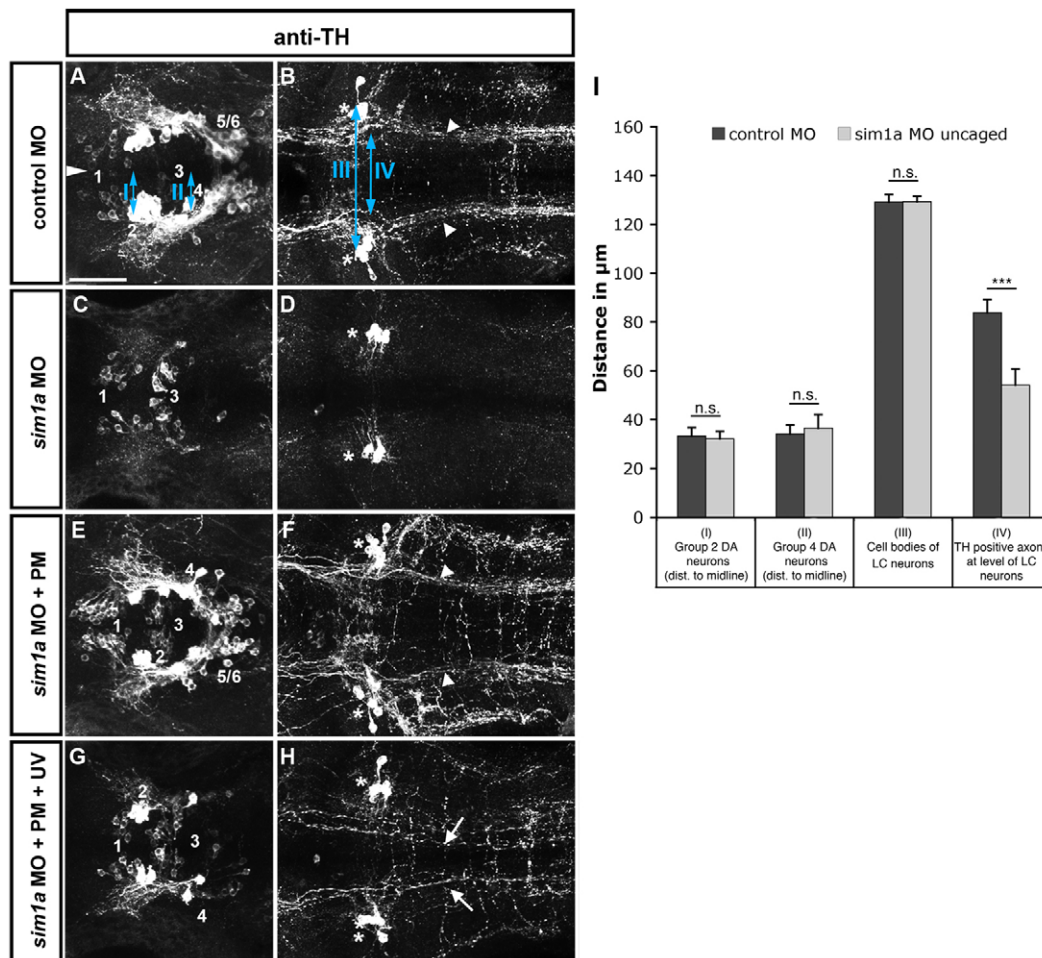 anti-TH
control MO
A
1
2
3
4
5/6
I
II
B
*
III
IV
*
sim1a MO
C
1
3
D
*
*
sim1a MO + PM
E
1
2
3
4
5/6
F
*
*
sim1a MO + PM + UV
G
1
2
3
4
H
*
*
*
I
control MO sim1a MO uncaged
Distance in µm
160
140
120
100
80
60
40
20
0
n.s.
n.s.
n.s.
***
(I)
Group 2 DA
neurons
(dist. to midline)
(II)
Group 4 DA
neurons
(dist. to midline)
(III)
Cell bodies of
LC neurons
(IV)
TH positive axon
at level of LC
neurons